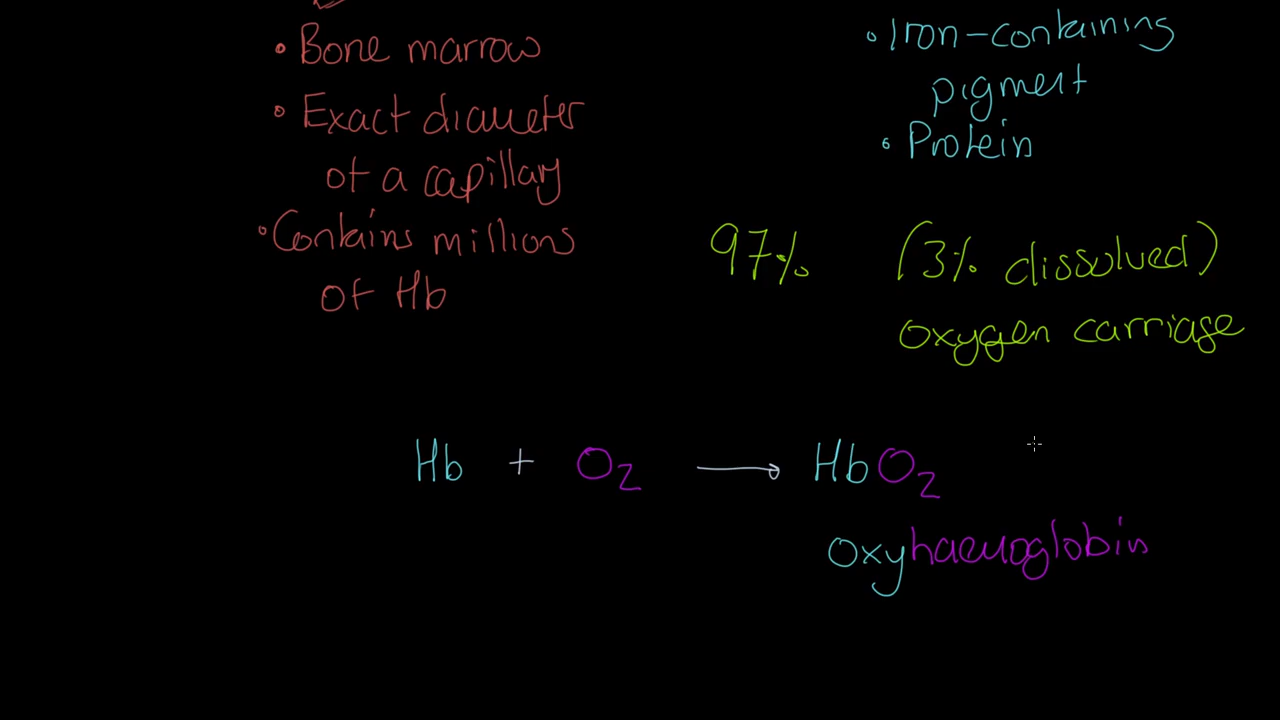 • Bone marrow
• Exact diameter
of a capillary
• Contains millions
of Hb
• Iron-containing
pigment
• Protein
97% (3% dissolved)
oxygen carriage
Hb + O₂ → HbO₂
oxyhaemoglobin